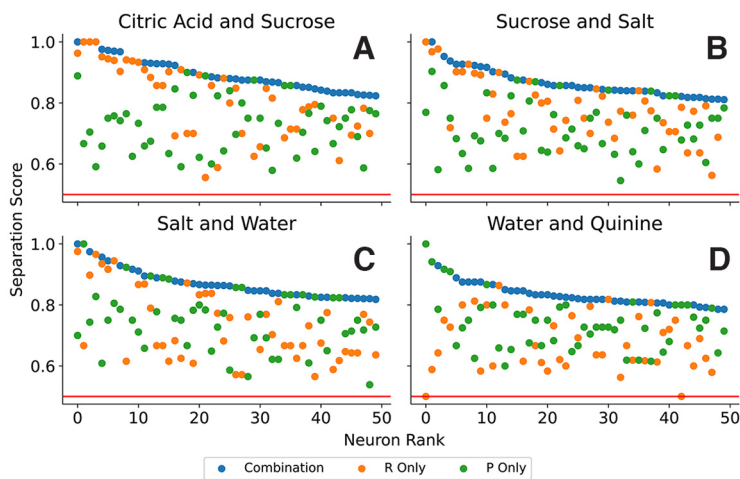 Citric Acid and Sucrose
Sucrose and Salt
A
B
1.0
0.8
0.6
Salt and Water
Water and Quinine
C
D
1.0
0.8
0.6
0 10 20 30 40 50
0 10 20 30 40 50
Separation Score
Neuron Rank
Combination R Only P Only